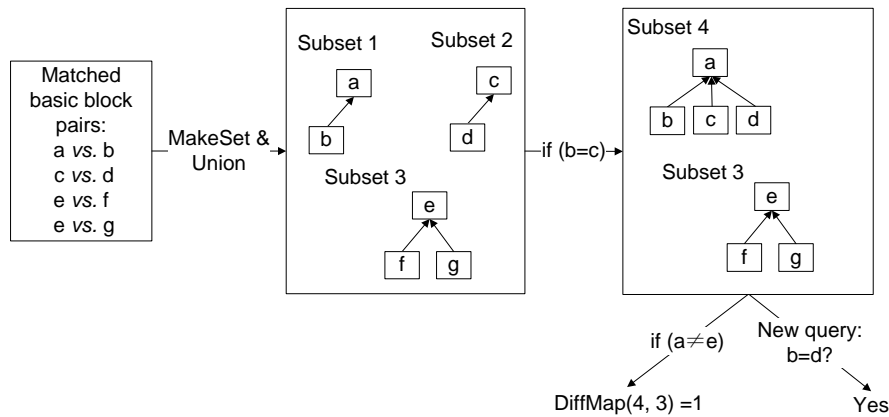 Matched
basic block
pairs:
a vs. b
c vs. d
e vs. f
e vs. g
MakeSet &
Union
Subset 1
a
b
Subset 2
c
d
Subset 3
e
f
g
if (b=c)
Subset 4
a
b
c
d
Subset 3
e
f
g
if (a≠e)
DiffMap(4, 3) =1
New query:
b=d?
Yes